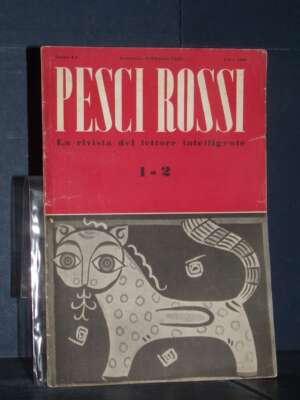 PESCI ROSSI
La rivista del lettore intelligente
1-2